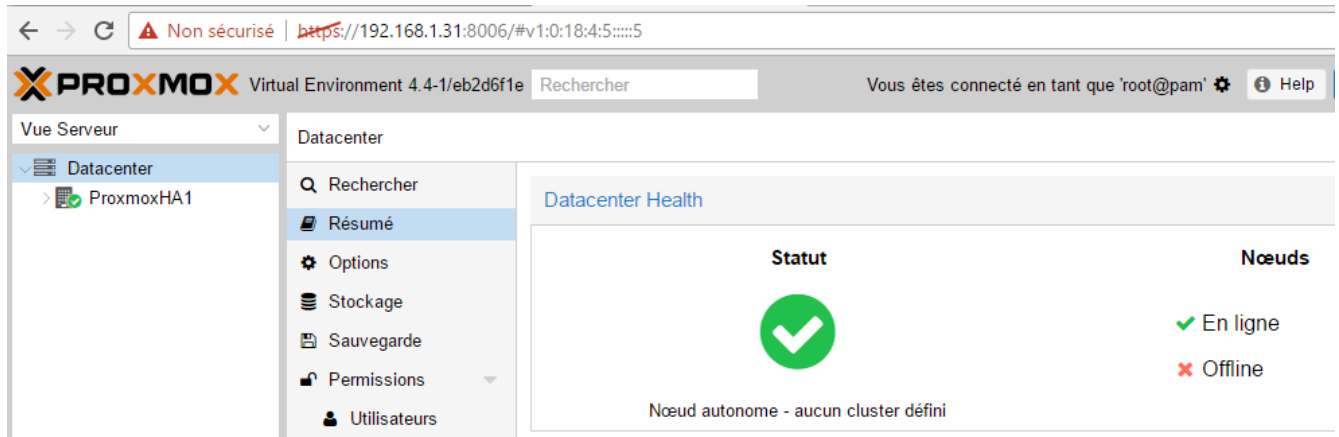 Non sécurisé https://192.168.1.31:8006/#v1:0:18:4:5:::::5
PROXMOX Virtual Environment 4.4-1/eb2d6f1e Rechercher Vous êtes connecté en tant que 'root@pam' Help
Vue Serveur
Datacenter
ProxmoxHA1
Datacenter
Rechercher
Résumé
Options
Stockage
Sauvegarde
Permissions
Utilisateurs
Datacenter Health
Statut
Nœud autonome - aucun cluster défini
Nœuds
En ligne
Offline